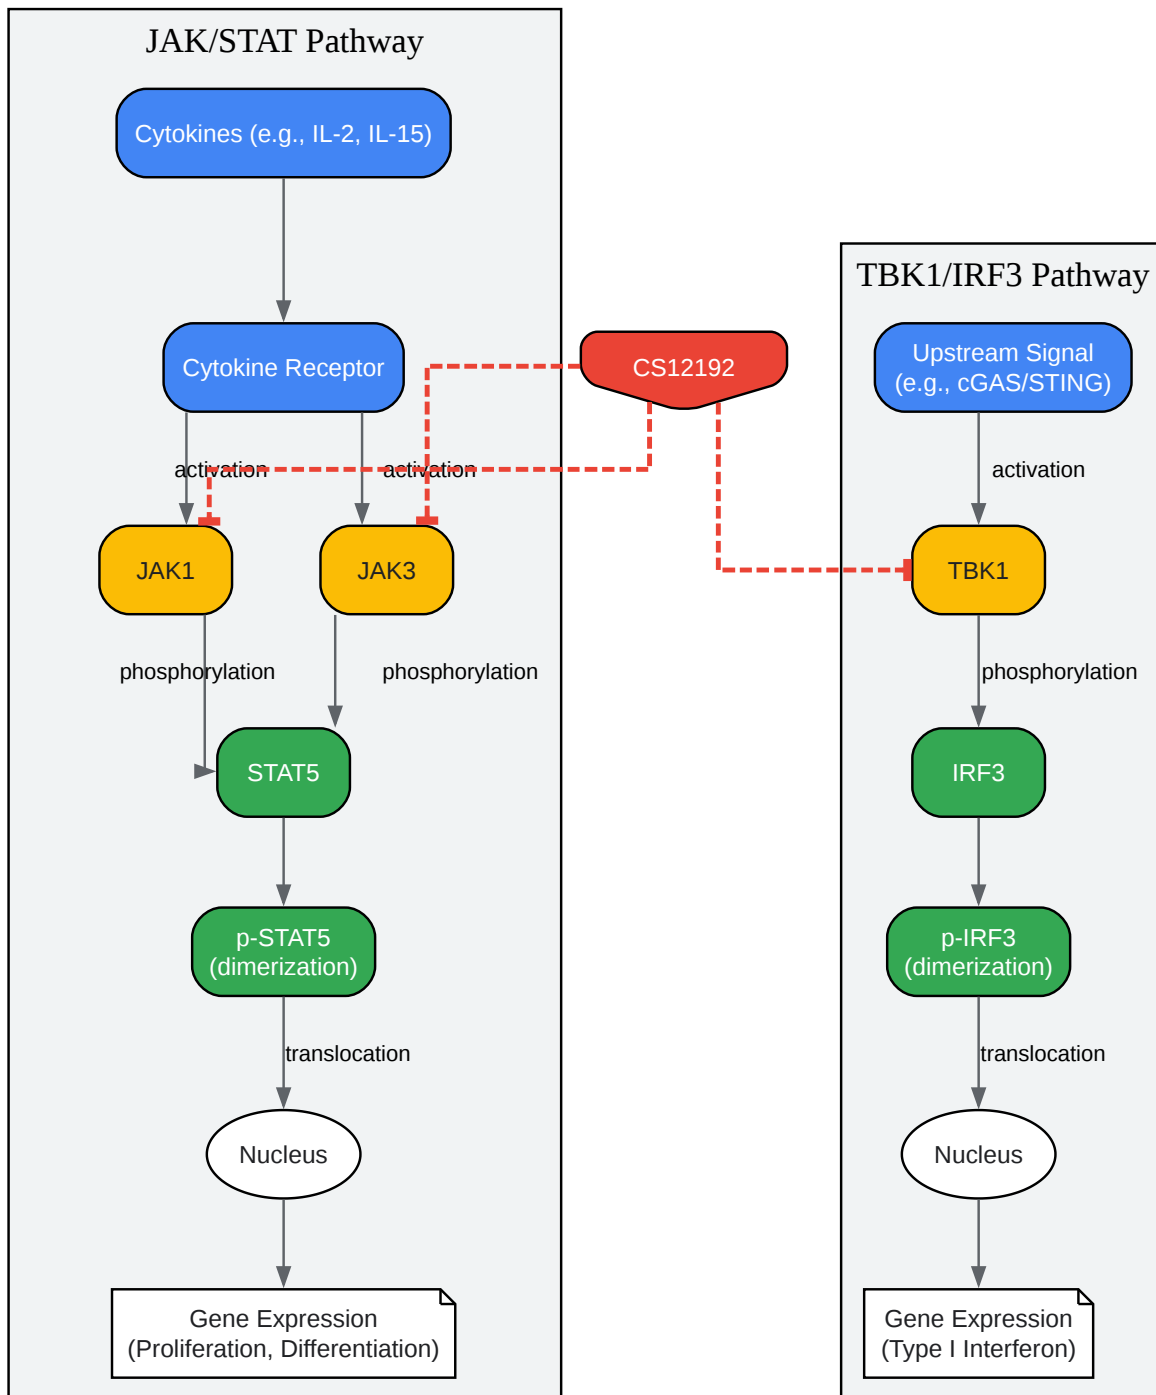 JAK/STAT Pathway
Cytokines (e.g., IL-2, IL-15)
Cytokine Receptor
activation
activation
JAK1
JAK3
phosphorylation
phosphorylation
STAT5
p-STAT5
(dimerization)
translocation
Nucleus
Gene Expression
(Proliferation, Differentiation)
CS12192
TBK1/IRF3 Pathway
Upstream Signal
(e.g., cGAS/STING)
activation
TBK1
phosphorylation
IRF3
p-IRF3
(dimerization)
translocation
Nucleus
Gene Expression
(Type I Interferon)